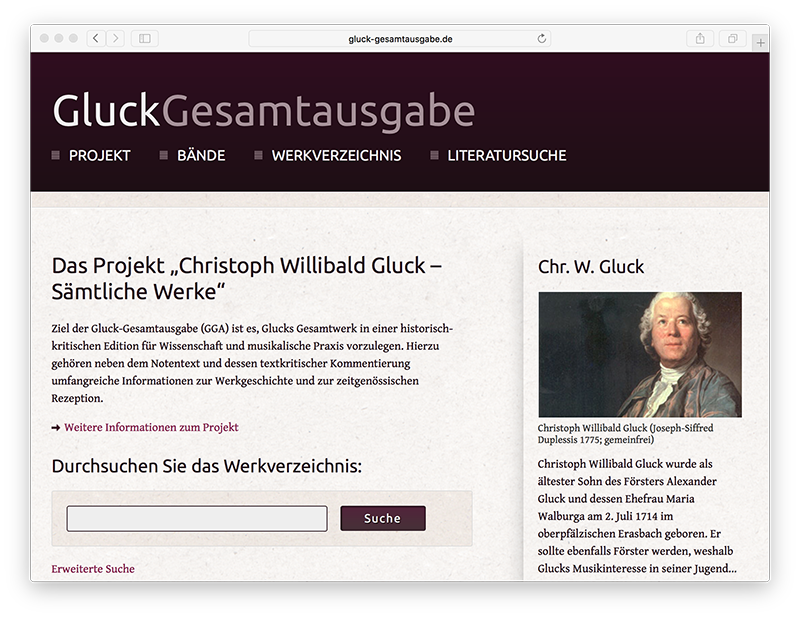 gluck-gesamtausgabe.de
GluckGesamtausgabe
PROJEKT BÄNDE WERKVERZEICHNIS LITERATURSUCHE
Das Projekt „Christoph Willibald Gluck –
Sämtliche Werke“
Ziel der Gluck-Gesamtausgabe (GGA) ist es, Glucks Gesamtwerk in einer historisch-
kritischen Edition für Wissenschaft und musikalische Praxis vorzulegen. Hierzu
gehören neben dem Notentext und dessen textkritischer Kommentierung
umfangreiche Informationen zur Werkgeschichte und zur zeitgenössischen
Rezeption.
➞ Weitere Informationen zum Projekt
Durchsuchen Sie das Werkverzeichnis:
Suche
Erweiterte Suche
Chr. W. Gluck
Christoph Willibald Gluck (Joseph-Siffred
Duplessis 1775; gemeinfrei)
Christoph Willibald Gluck wurde als
ältester Sohn des Försters Alexander
Gluck und dessen Ehefrau Maria
Walburga am 2. Juli 1714 im
oberpfälzischen Erasbach geboren. Er
sollte ebenfalls Förster werden, weshalb
Glucks Musikinteresse in seiner Jugend...